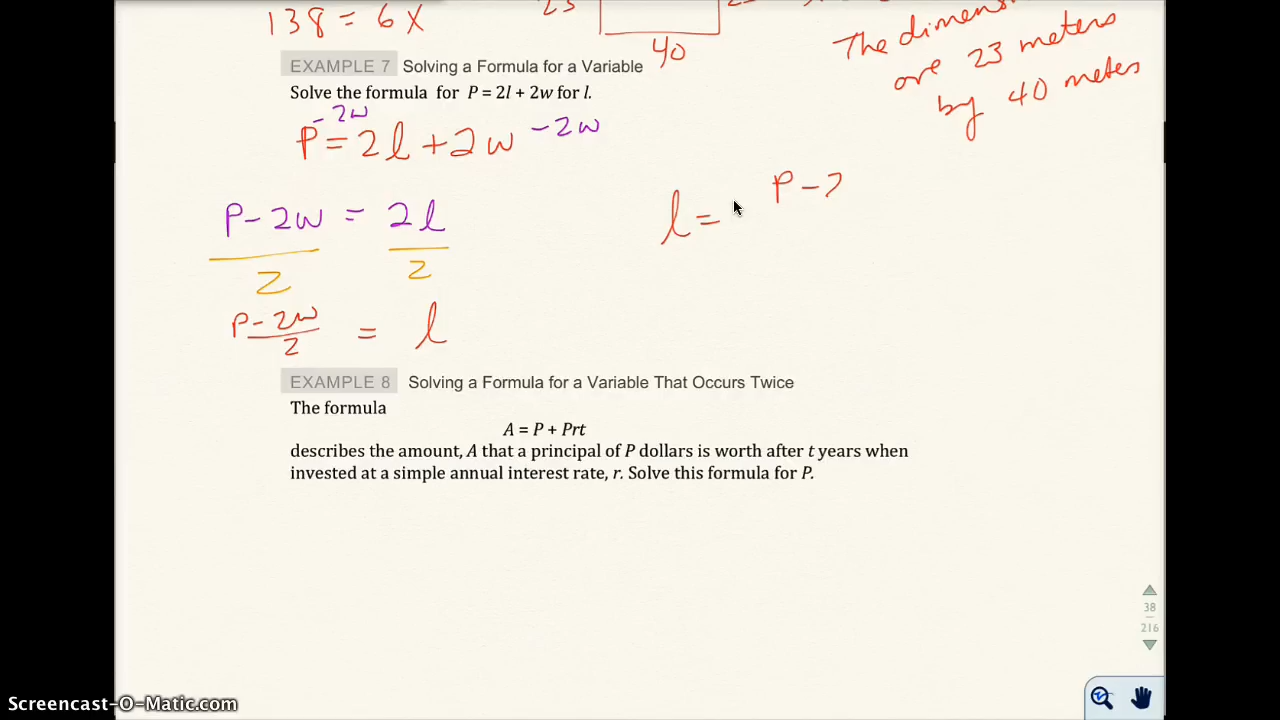 138 = 6x
40
The dimens
are 23 meters
by 40 meters
EXAMPLE 7 Solving a Formula for a Variable
Solve the formula for P = 2l + 2w for l.
-2w
P = 2l + 2w -2w
P - 2w = 2l
2 2
P - 2w = l
2
l = P - 2
EXAMPLE 8 Solving a Formula for a Variable That Occurs Twice
The formula
A = P + Prt
describes the amount, A that a principal of P dollars is worth after t years when
invested at a simple annual interest rate, r. Solve this formula for P.
38
216
Screencast-O-Matic.com